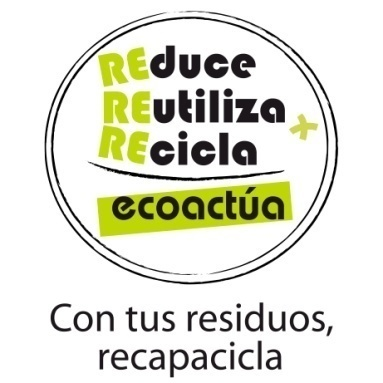 REduce
REutiliza
REcicla
ecoactúa
Con tus residuos,
recapacicla